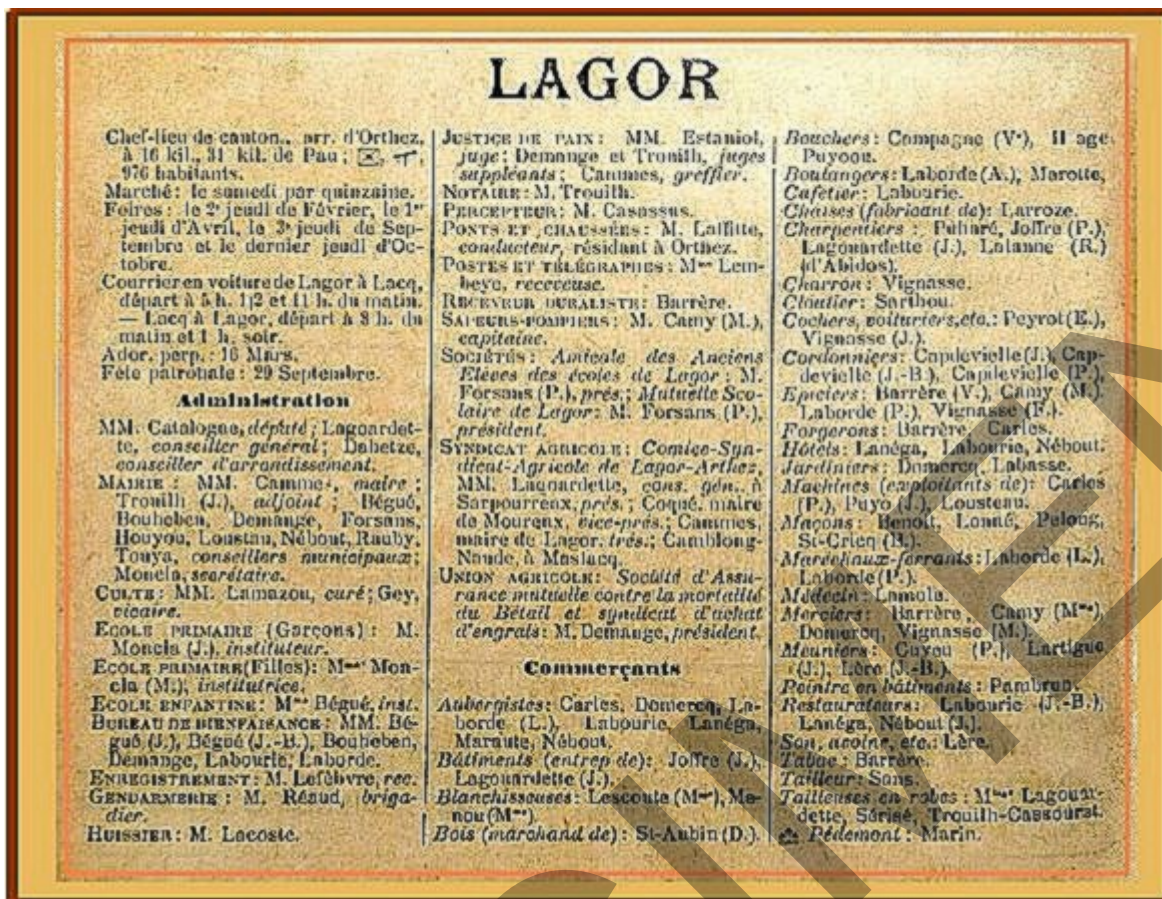 LAGOR
Chef-lieu de canton., arr. d'Orthez,
à 16 kil., 31 kil. de Pau;
976 habitants.
Marché: le samedi par quinzaine.
Foires: le 2e jeudi de Février, le 1er
jeudi d'Avril, le 3e jeudi de Sep-
tembre et le dernier jeudi d'Oc-
tobre.
Courrier en voiture de Lagor à Lacq,
départ à 5 h. 1|2 et 11 h. du matin.
— Lacq à Lagor, départ à 8 h. du
matin et 1 h. soir.
Ador. perp.: 16 Mars.
Fête patronale: 29 Septembre.
Administration
MM. Catalogne, député; Lagoardet-
te, conseiller général; Dabetze,
conseiller d'arrondissement.
MAIRIE: MM. Cammes, maire;
Trouilh (J.), adjoint; Bégué,
Bouheben, Demange, Forsans,
Houyou, Loustau, Nébout, Rauby,
Touya, conseillers municipaux;
Moncla, secrétaire.
CULTE: MM. Lamazou, curé; Gey,
vicaire.
ECOLE PRIMAIRE (Garçons): M.
Moncla (J.), instituteur.
ECOLE PRIMAIRE (Filles): Mme Mon-
cla (M.), institutrice.
ECOLE ENFANTINE: Mme Bégué, inst.
BUREAU DE BIENFAISANCE: MM. Bé-
gué (J.), Bégué (J.-B.), Bouheben,
Demange, Labourie, Laborde.
ENREGISTREMENT: M. Lefèbvre, rec.
GENDARMERIE: M. Réaud, briga-
dier.
HUISSIER: M. Lacoste.
JUSTICE DE PAIX: MM. Estaniol,
juge; Demange et Trouilh, juges
suppléants; Cammes, greffier.
NOTAIRE: M. Trouilh.
PERCEPTEUR: M. Casassus.
PONTS ET CHAUSSÉES: M. Laffitte,
conducteur, résidant à Orthez.
POSTES ET TÉLÉGRAPHES: Mme Lem-
beye, receveuse.
RECEVEUR BURALISTE: Barrère.
SAPEURS-POMPIERS: M. Camy (M.),
capitaine.
SOCIÉTÉS: Amicale des Anciens
Elèves des écoles de Lagor: M.
Forsans (P.), prés.; Mutuelle Sco-
laire de Lagor: M. Forsans (P.),
président.
SYNDICAT AGRICOLE: Comice-Syn-
dicat-Agricole de Lagor-Arthez,
MM. Lagoardette, cons. gén., à
Sarpourenx, prés.; Coqué, maire
de Mourenx, vice-prés.; Cammes,
maire de Lagor, trés.; Camblong-
Naude, à Maslacq.
UNION AGRICOLE: Société d'Assu-
rance mutuelle contre la mortalité
du Bétail et syndicat d'achat
d'engrais: M. Demange, président.
Commerçants
Aubergistes: Carles, Domercq, La-
borde (L.), Labourie, Lanéga,
Maraute, Nébout.
Bâtiments (entrep de): Joffre (J.),
Lagouardette (J.).
Blanchisseuses: Lescoute (Mme), Me-
nou (Mme).
Bois (marchand de): St-Aubin (D.).
Bouchers: Compagne (Ve), II age
Puyoou.
Boulangers: Laborde (A.), Marotte,
Cafetier: Labourie.
Chaises (fabricant de): Larroze.
Charpentiers: Joffre (P.),
Lagouardette (J.), Lalanne (R.)
(d'Abidos).
Charron: Vignasse.
Cloutier: Sarthou.
Cochers, voituriers, etc.: Peyrot (E.),
Vignasse (J.).
Cordonniers: Capdevielle (J.), Cap-
devielle (J.-B.), Capdevielle (P.),
Epiciers: Barrère (V.), Camy (M.).
Laborde (P.), Vignasse (F.).
Forgerons: Barrère, Carles.
Hôtels: Lanéga, Labourie, Nébout.
Jardiniers: Domercq, Labasse.
Machines (exploitants de): Carles
(P.), Puyo (J.), Lousteau.
Maçons: Benoît, Lonné, Peloug,
St-Cricq (B.).
Maréchaux-ferrants: Laborde (L.),
Laborde (P.).
Médecin: Lamola.
Merciers: Barrère, Camy (Mme),
Domercq, Vignasse (M.).
Meuniers: Guyou (P.), Lartigue
(J.), Lère (J.-B.).
Peintre en bâtiments: Pambrun.
Restaurateurs: Labourie (J.-B.),
Lanéga, Nébout (J.).
Son, avoine, etc.: Lère.
Tabac: Barrère.
Tailleur: Sans.
Tailleuses en robes: Mmes Lagouar-
dette, Sérisé, Trouilh-Cassourat.
Pédemont: Marin.